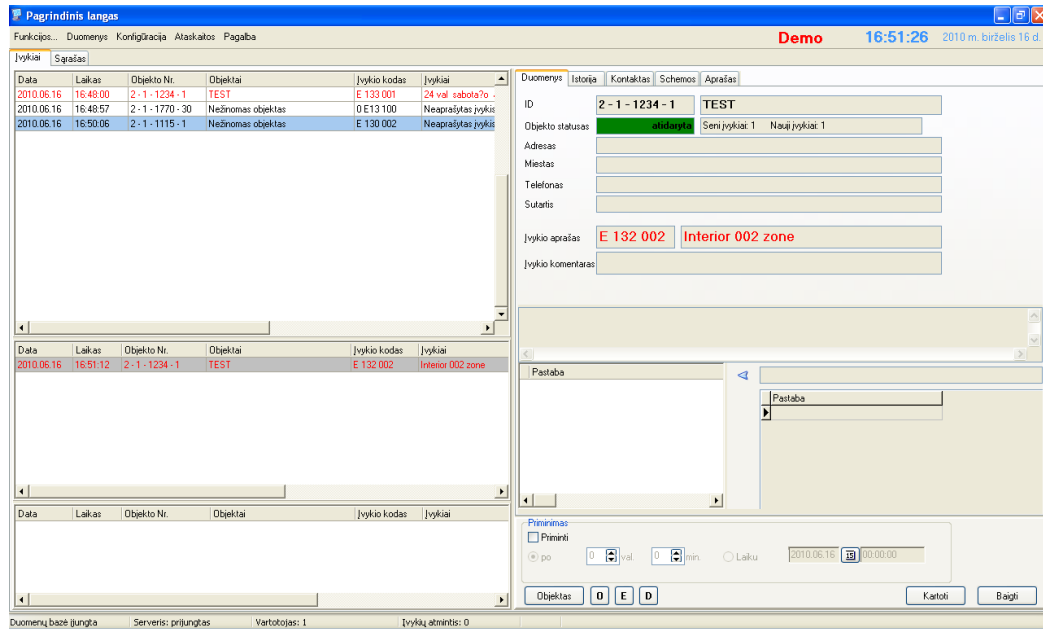 Pagrindinis langas
Funkcijos... Duomenys Konfigūracija Ataskaitos Pagalba
Demo 16:51:26 2010 m. birželis 16 d.
Įvykiai Sąrašas
Data Laikas Objekto Nr. Objektai Įvykio kodas Įvykiai
2010.06.16 16:48:00 2 - 1 - 1234 - 1 TEST E 133 001 24 val sabota?o
2010.06.16 16:48:57 2 - 1 - 1770 - 30 Nežinomas objektas 0 E13 100 Neaprašytas įvykis
2010.06.16 16:50:06 2 - 1 - 1115 - 1 Nežinomas objektas E 130 002 Neaprašytas įvykis
Data Laikas Objekto Nr. Objektai Įvykio kodas Įvykiai
2010.06.16 16:51:12 2 - 1 - 1234 - 1 TEST E 132 002 Interior 002 zone
Data Laikas Objekto Nr. Objektai Įvykio kodas Įvykiai
Duomenys Istorija Kontaktas Schemos Aprašas
ID 2 - 1 - 1234 - 1 TEST
Objekto statusas atidaryta Seni įvykiai: 1 Nauji įvykiai: 1
Adresas
Miestas
Telefonas
Sutartis
Įvykio aprašas E 132 002 Interior 002 zone
Įvykio komentaras
Pastaba
Pastaba
Priminimas
Priminti
po 0 val 0 min. Laiku 2010.06.16 15 00:00:00
Objektas O E D Kartoti Baigti
Duomenų bazė įjungta Serveris: prijungtas Vartotojas: 1 Įvykių atmintis: 0